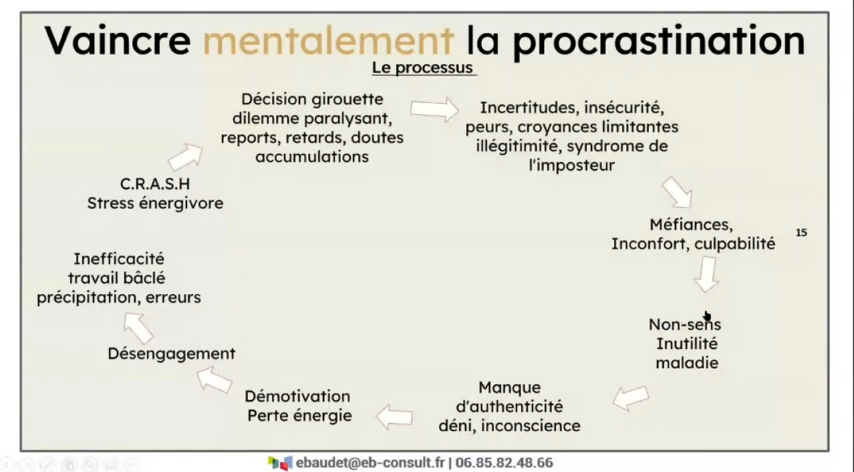 Vaincre mentalement la procrastination
Le processus
Décision girouette
dilemme paralysant,
reports, retards, doutes
accumulations
Incertitudes, insécurité,
peurs, croyances limitantes
illégitimité, syndrome de
l'imposteur
Méfiances,
Inconfort, culpabilité
15
Non-sens
Inutilité
maladie
Manque
d'authenticité
déni, inconscience
Démotivation
Perte énergie
Désengagement
Inefficacité
travail bâclé
précipitation, erreurs
C.R.A.S.H
Stress énergivore
ebaudet@eb-consult.fr | 06.85.82.48.66